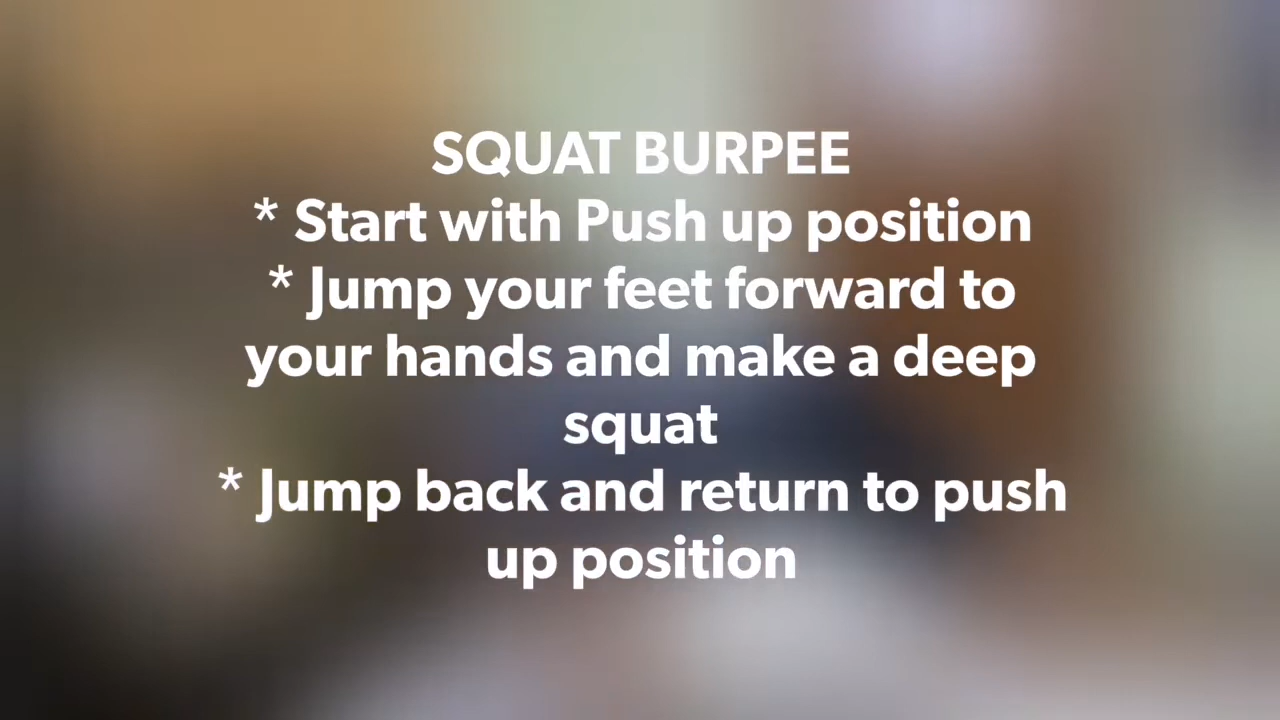 SQUAT BURPEE
* Start with Push up position
* Jump your feet forward to
your hands and make a deep
squat
* Jump back and return to push
up position